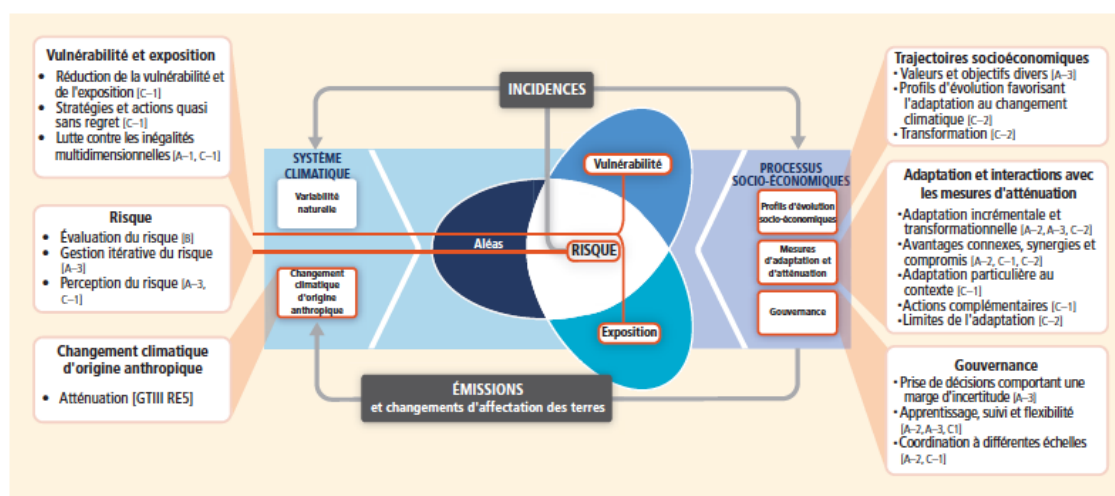 Vulnérabilité et exposition
• Réduction de la vulnérabilité et
de l'exposition [C–1]
• Stratégies et actions quasi
sans regret [C–1]
• Lutte contre les inégalités
multidimensionnelles [A–1, C–1]
Risque
• Évaluation du risque [B]
• Gestion itérative du risque
[A–3]
• Perception du risque [A–3,
C–1]
Changement climatique
d'origine anthropique
• Atténuation [GTIII RE5]
INCIDENCES
SYSTÈME
CLIMATIQUE
Variabilité
naturelle
Changement
climatique
d'origine
anthropique
Aléas
Vulnérabilité
RISQUE
Exposition
PROCESSUS
SOCIO-ÉCONOMIQUES
Profils d'évolution
socio-économiques
Mesures
d'adaptation et
d'atténuation
Gouvernance
ÉMISSIONS
et changements d'affectation des terres
Trajectoires socioéconomiques
• Valeurs et objectifs divers [A–3]
• Profils d'évolution favorisant
l'adaptation au changement
climatique [C–2]
• Transformation [C–2]
Adaptation et interactions avec
les mesures d'atténuation
• Adaptation incrémentale et
transformationnelle [A–2, A–3, C–2]
• Avantages connexes, synergies et
compromis [A–2, C–1, C–2]
• Adaptation particulière au
contexte [C–1]
• Actions complémentaires [C–1]
• Limites de l'adaptation [C–2]
Gouvernance
• Prise de décisions comportant une
marge d'incertitude [A–3]
• Apprentissage, suivi et flexibilité
[A–2, A–3, C1]
• Coordination à différentes échelles
[A–2, C–1]